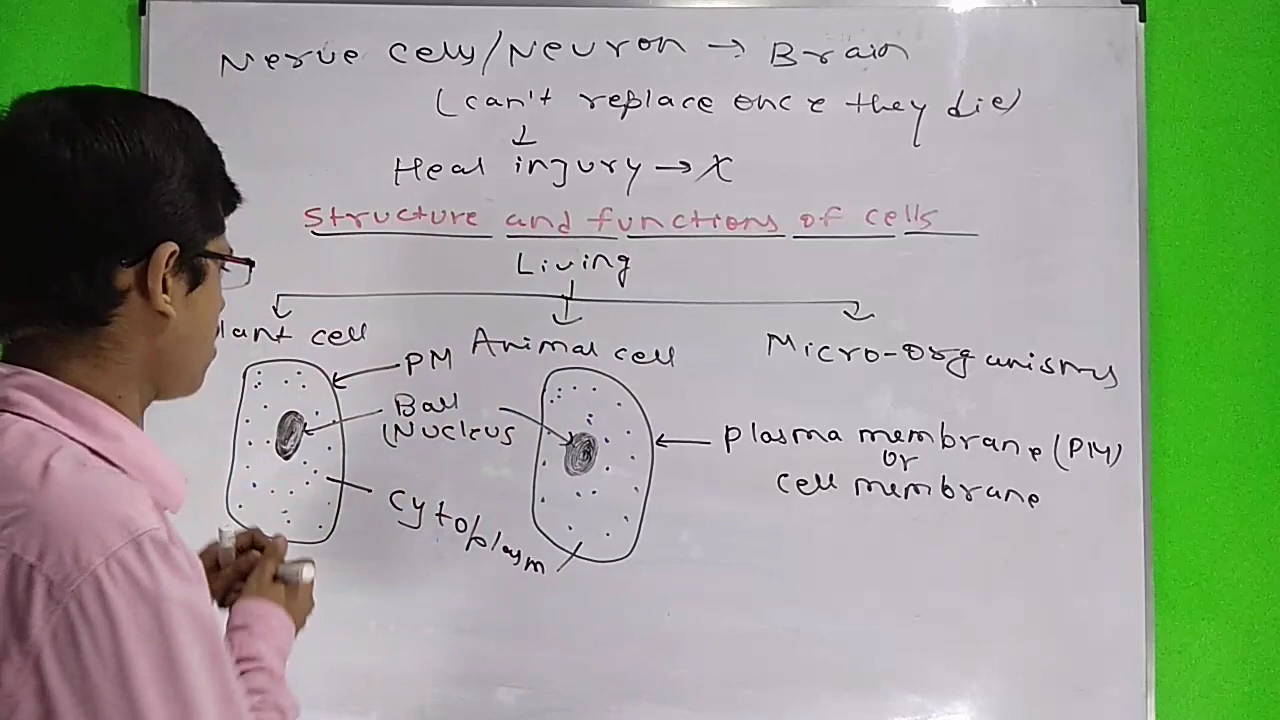 Nerve cells/Neuron → Brain
(can't replace once they die)
↓
Heal injury → X
Structure and functions of cells
Living
lant cell
Animal cell
Micro-organisms
PM
Ball
(Nucleus
plasma membrane (PM)
or
cell membrane
Cytoplasm